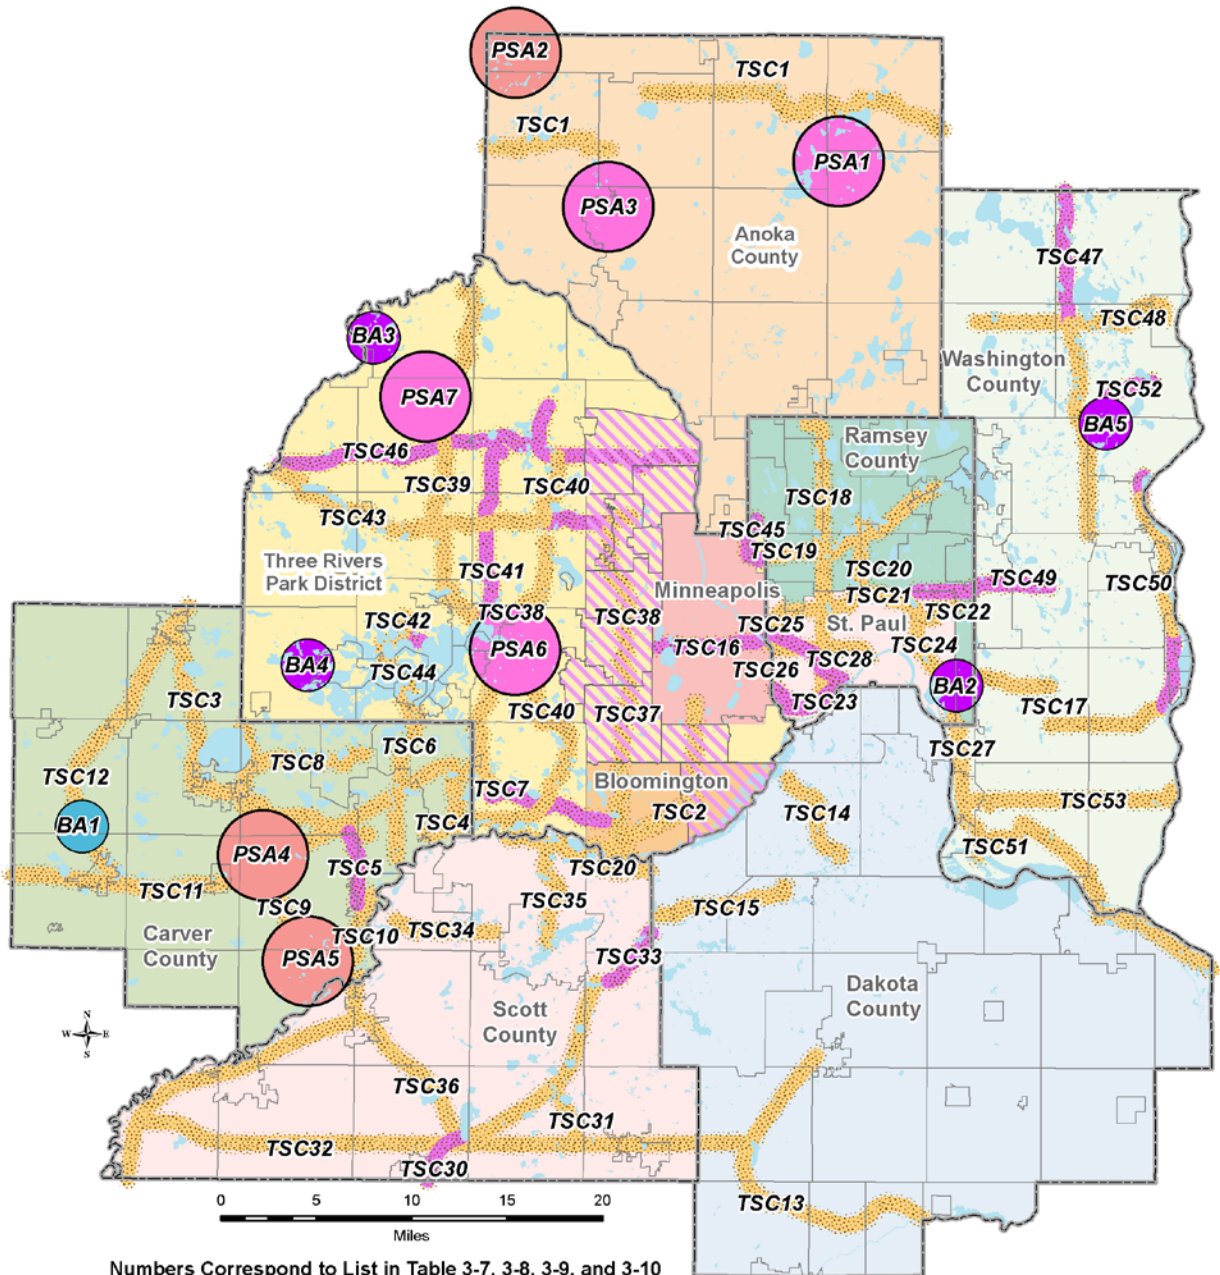 PSA2
TSC1
TSC1
PSA1
PSA3
Anoka
County
TSC47
BA3
TSC48
Washington
County
PSA7
TSC52
BA5
Ramsey
County
TSC46
TSC39
TSC40
TSC18
TSC43
TSC45
TSC19
Three Rivers
Park District
TSC41
TSC20
TSC49
TSC50
Minneapolis
TSC21
TSC38
TSC38
TSC22
TSC42
TSC25
St. Paul
TSC16
TSC24
PSA6
BA4
TSC44
TSC26
TSC28
BA2
TSC3
TSC23
TSC17
TSC40
TSC37
TSC6
TSC27
TSC8
TSC12
TSC7
Bloomington
TSC53
TSC2
TSC14
BA1
TSC4
TSC51
PSA4
TSC5
TSC20
TSC11
TSC35
TSC9
TSC15
TSC34
TSC10
Carver
County
PSA5
TSC33
Dakota
County
Scott
County
N
W E
S
TSC36
TSC31
TSC32
TSC30
TSC13
0 5 10 15 20
Miles
Numbers Correspond to List in Table 3-7, 3-8, 3-9, and 3-10